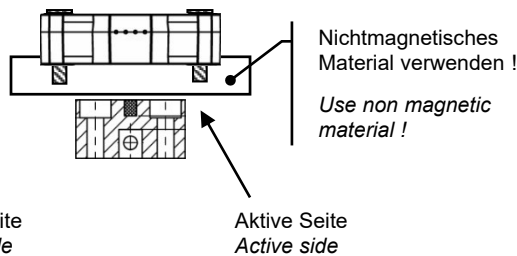 Nichtmagnetisches
Material verwenden !
Use non magnetic
material !
Aktive Seite
Active side